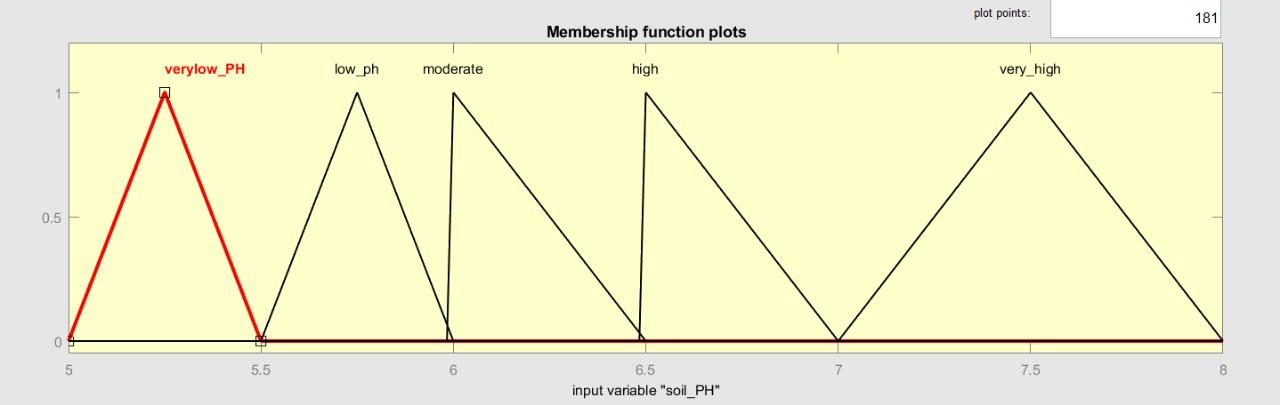 plot points: 181
Membership function plots
verylow_PH low_ph moderate high very_high
1
0.5
0
5 5.5 6 6.5 7 7.5 8
input variable "soil_PH"